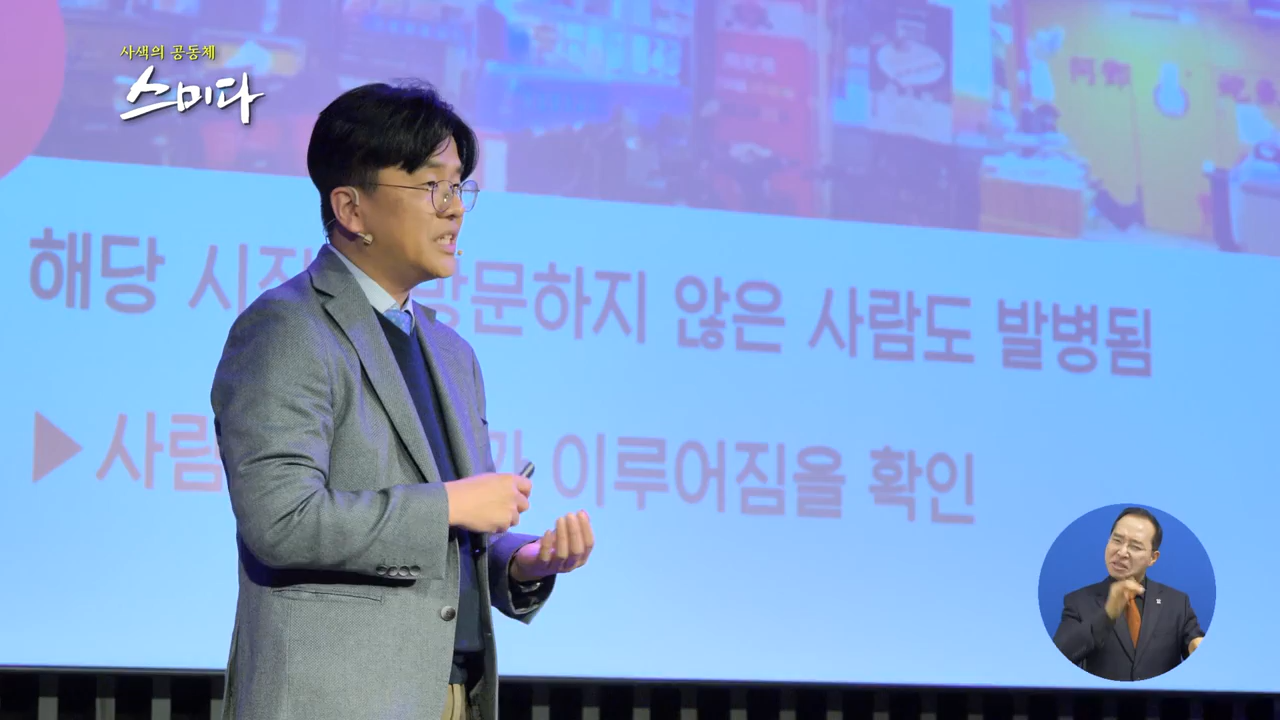 사색의 공동체
스미다
해당 방문하지 않은 사람도 발병됨
▶사람 이루어짐을 확인